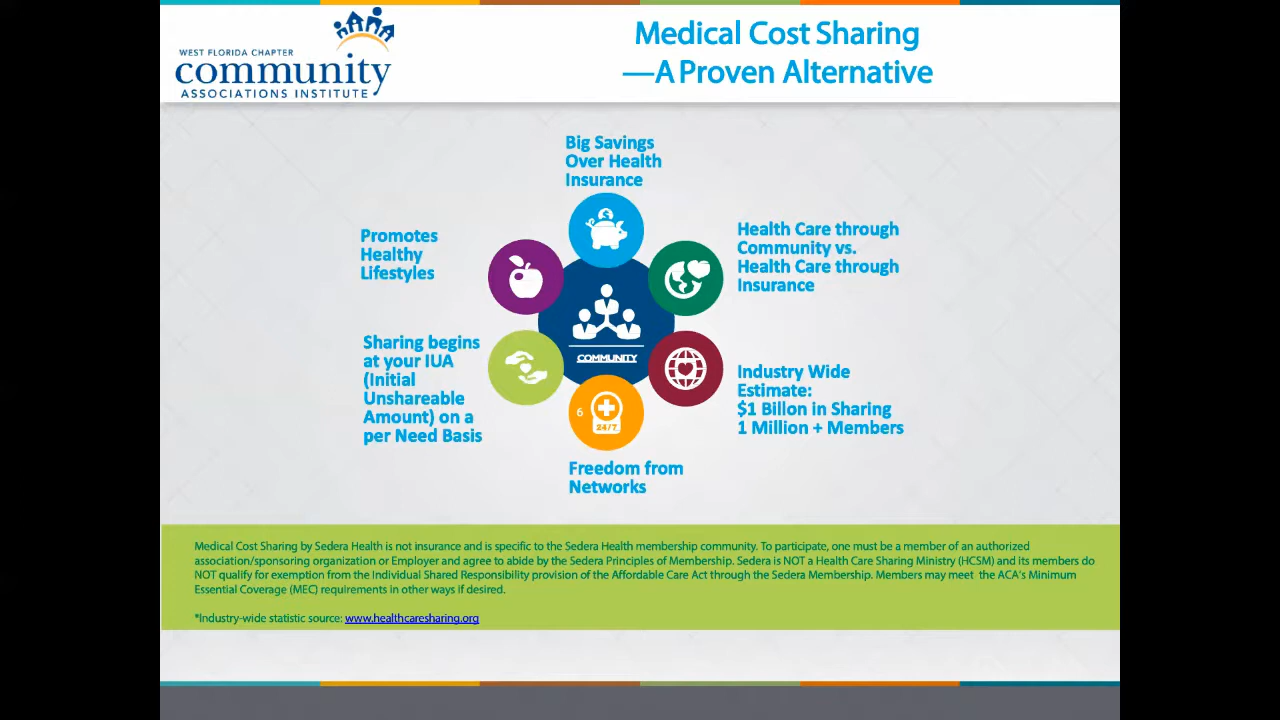 WEST FLORIDA CHAPTER
community
ASSOCIATIONS INSTITUTE
Medical Cost Sharing
—A Proven Alternative
Big Savings
Over Health
Insurance
Promotes
Healthy
Lifestyles
Health Care through
Community vs.
Health Care through
Insurance
COMMUNITY
Sharing begins
at your IUA
(Initial
Unshareable
Amount) on a
per Need Basis
Industry Wide
Estimate:
$1 Billon in Sharing
1 Million + Members
6
24/7
Freedom from
Networks
Medical Cost Sharing by Sedera Health is not insurance and is specific to the Sedera Health membership community. To participate, one must be a member of an authorized
association/sponsoring organization or Employer and agree to abide by the Sedera Principles of Membership. Sedera is NOT a Health Care Sharing Ministry (HCSM) and its members do
NOT qualify for exemption from the Individual Shared Responsibility provision of the Affordable Care Act through the Sedera Membership. Members may meet the ACA's Minimum
Essential Coverage (MEC) requirements in other ways if desired.
*Industry-wide statistic source: www.healthcaresharing.org